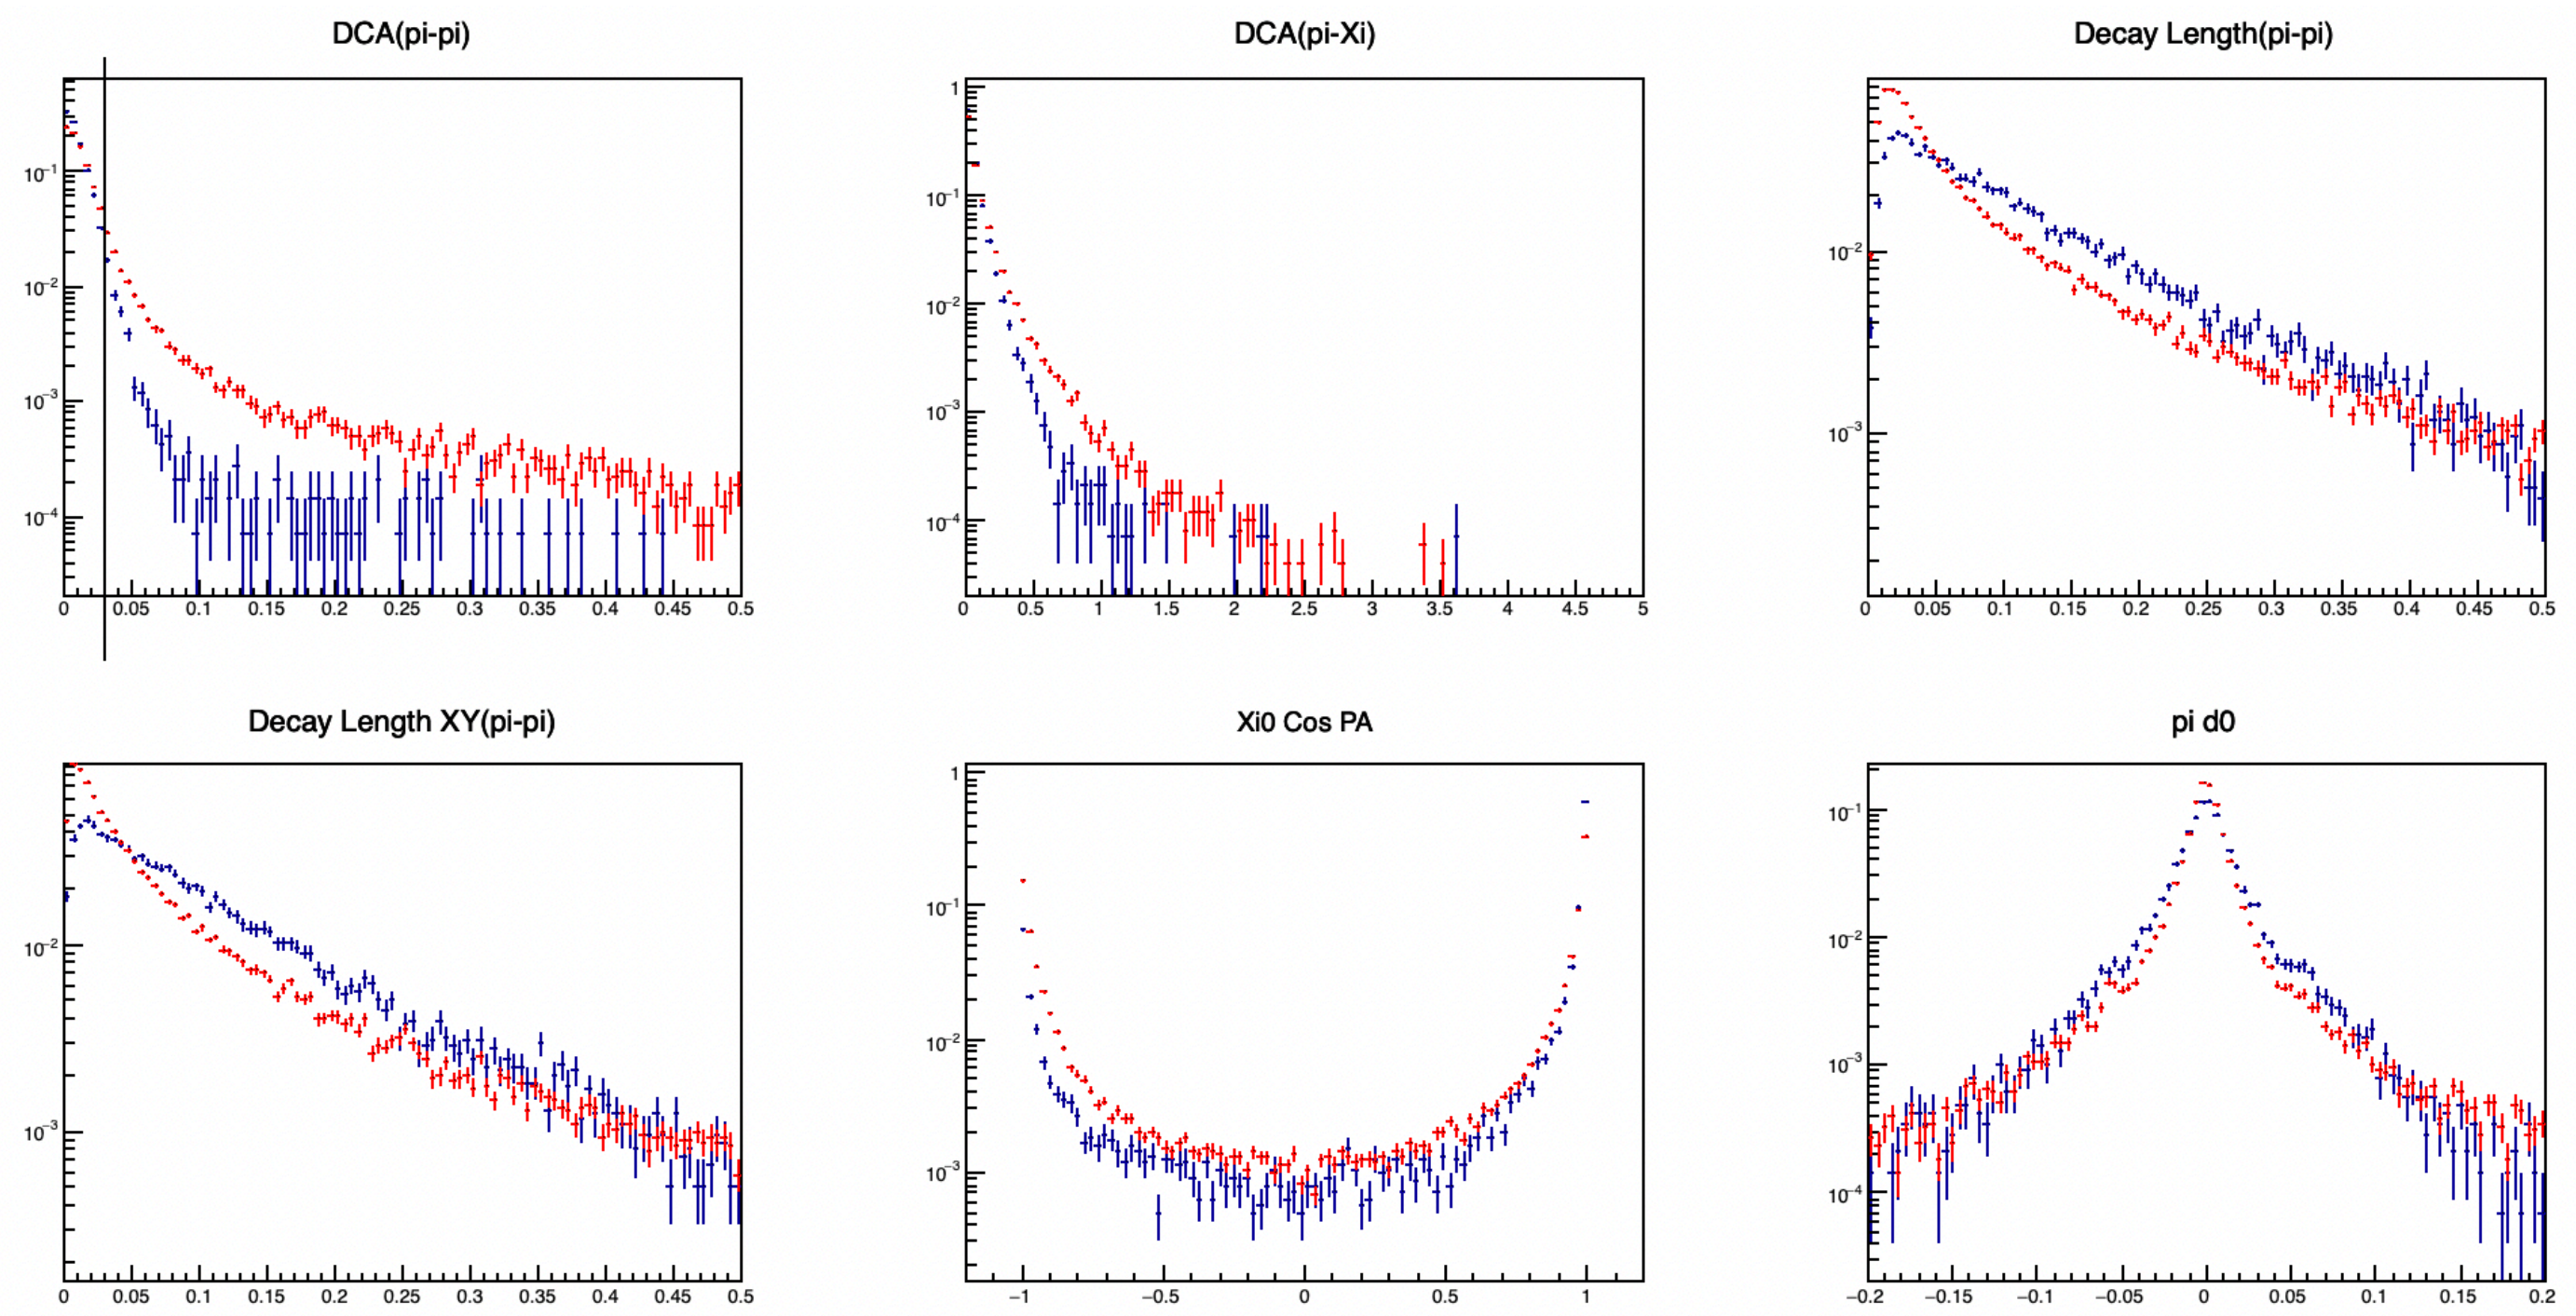 DCA(pi-pi)
10⁻¹
10⁻²
10⁻³
10⁻⁴
0 0.05 0.1 0.15 0.2 0.25 0.3 0.35 0.4 0.45 0.5
DCA(pi-Xi)
1
10⁻¹
10⁻²
10⁻³
10⁻⁴
0 0.5 1 1.5 2 2.5 3 3.5 4 4.5 5
Decay Length(pi-pi)
10⁻²
10⁻³
0 0.05 0.1 0.15 0.2 0.25 0.3 0.35 0.4 0.45 0.5
Decay Length XY(pi-pi)
10⁻²
10⁻³
0 0.05 0.1 0.15 0.2 0.25 0.3 0.35 0.4 0.45 0.5
Xi0 Cos PA
1
10⁻¹
10⁻²
10⁻³
−1 −0.5 0 0.5 1
pi d0
10⁻¹
10⁻²
10⁻³
10⁻⁴
−0.2 −0.15 −0.1 −0.05 0 0.05 0.1 0.15 0.2